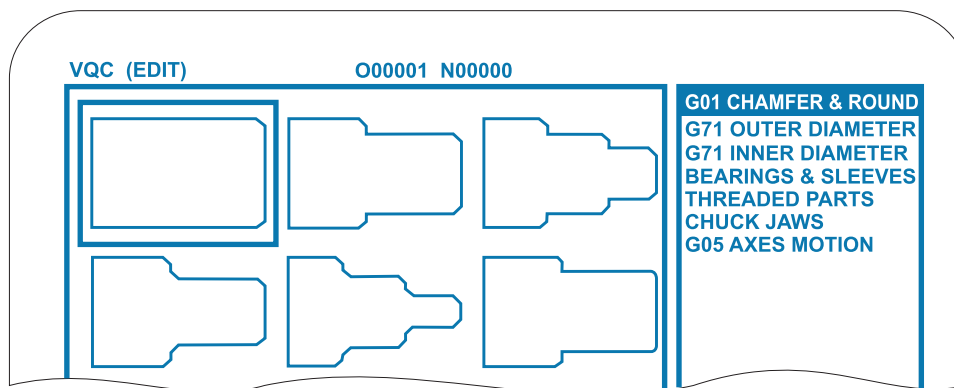 VQC (EDIT) O00001 N00000
G01 CHAMFER & ROUND
G71 OUTER DIAMETER
G71 INNER DIAMETER
BEARINGS & SLEEVES
THREADED PARTS
CHUCK JAWS
G05 AXES MOTION